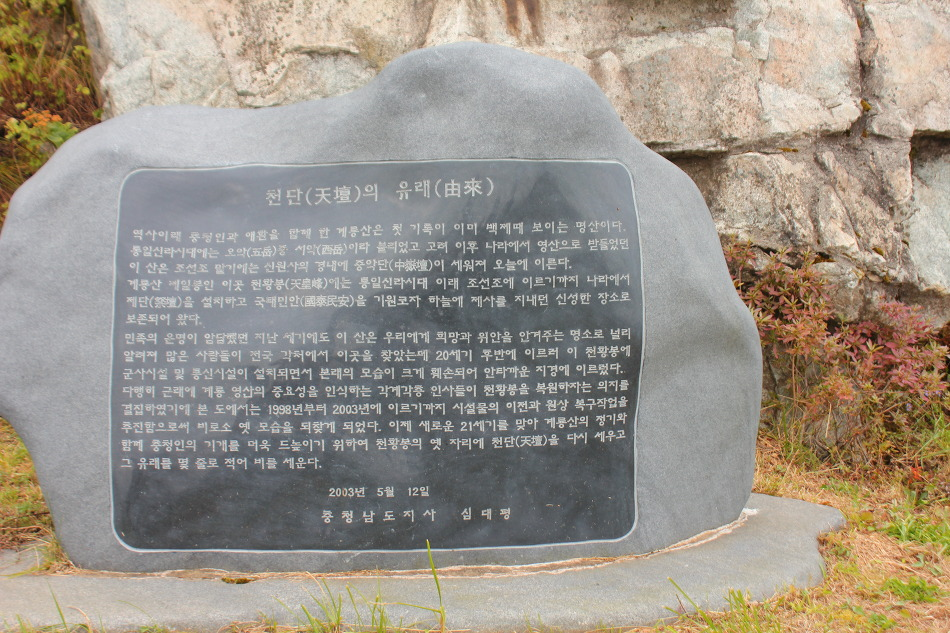 천단(天壇)의 유래(由來)
역사이래 충청인과 애환을 함께 한 계룡산은 첫 기록이 이미 백제때 보이는 명산이다.
통일신라시대에는 오악(五岳)중 서악(西岳)이라 불리었고 고려 이후 나라에서 영산으로 받들었던
이 산은 조선조 말기에는 신원사의 경내에 중악단(中嶽壇)이 세워져 오늘에 이른다.
계룡산 제일봉인 이곳 천황봉(天皇峰)에는 통일신라시대 이래 조선조에 이르기까지 나라에서
제단(祭壇)을 설치하고 국태민안(國泰民安)을 기원코자 하늘에 제사를 지내던 신성한 장소로
보존되어 왔다.
민족의 운명이 암담했던 지난 세기에도 이 산은 우리에게 희망과 위안을 안겨주는 명소로 널리
알려져 많은 사람들이 전국 각처에서 이곳을 찾았는데 20세기 후반에 이르러 이 천황봉에
군사시설 및 통신시설이 설치되면서 본래의 모습이 크게 훼손되어 안타까운 지경에 이르렀다.
다행히 근래에 계룡 영산의 중요성을 인식하는 각계각층 인사들이 천황봉을 복원하자는 의지를
결집하였기에 본 도에서는 1998년부터 2003년에 이르기까지 시설물의 이전과 원상 복구작업을
추진함으로써 비로소 옛 모습을 되찾게 되었다. 이제 새로운 21세기를 맞아 계룡산의 정기와
함께 충청인의 기개를 더욱 드높이기 위하여 천황봉의 옛 자리에 천단(天壇)을 다시 세우고
그 유래를 몇 줄로 적어 비를 세운다.
2003년 5월 12일
충청남도지사 심대평